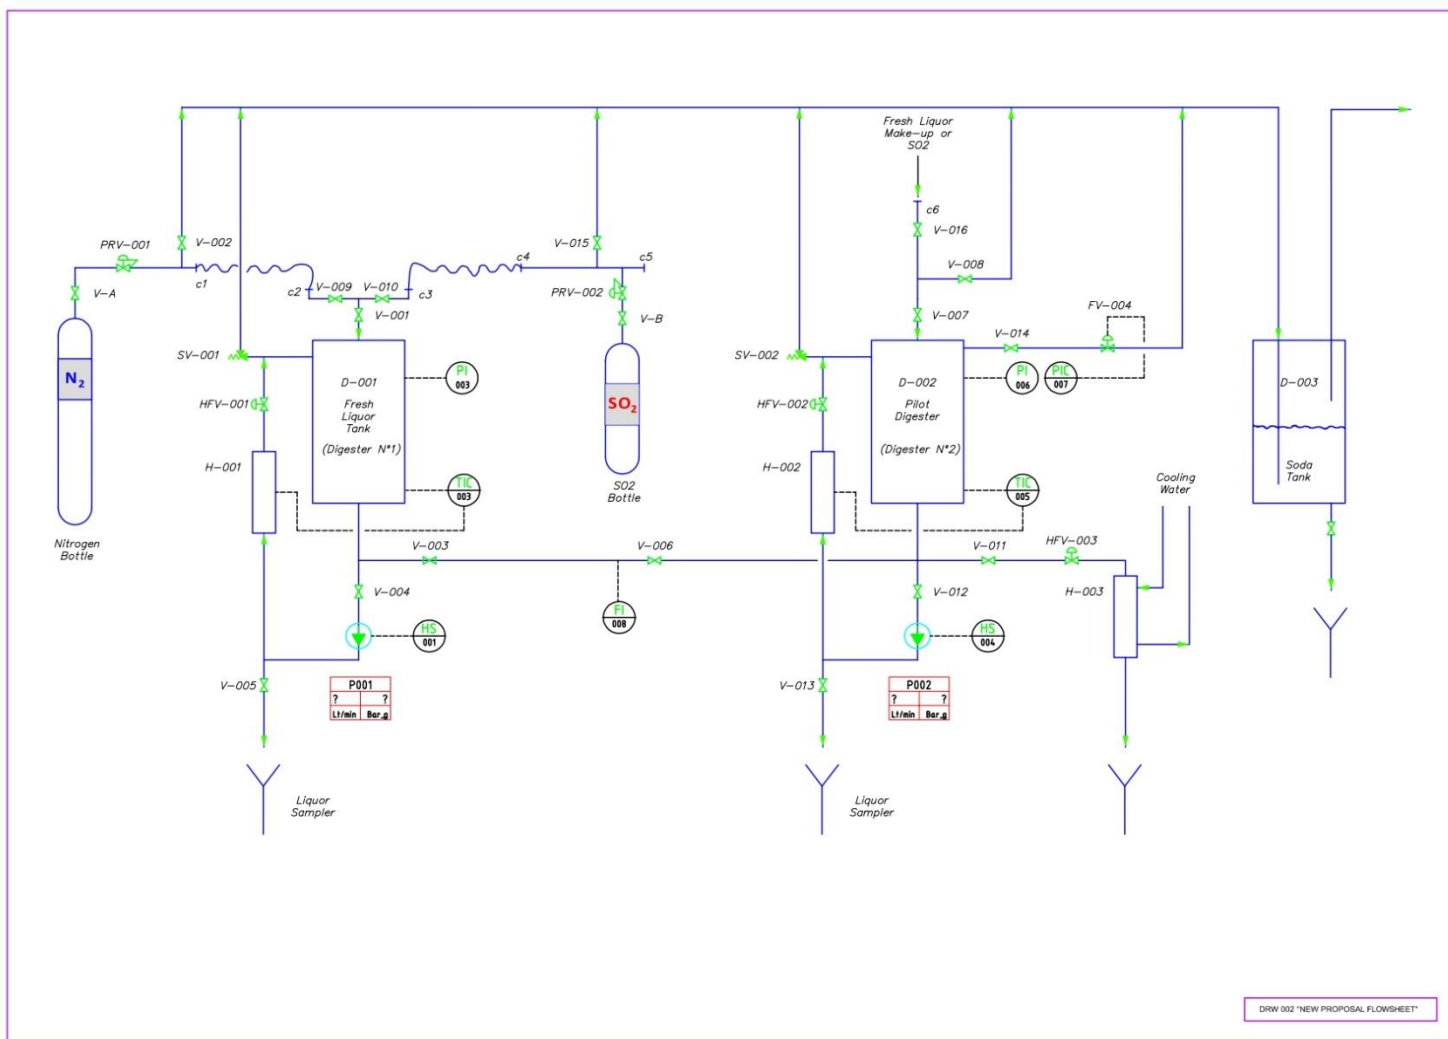 Fresh Liquor
Make-up or
SO2
c6
V-016
PRV-001
V-002
V-015
c4
c5
c1
V-008
V-A
c2
V-009
V-010
c3
PRV-002
FV-004
V-001
V-B
V-007
V-014
SV-001
SV-002
N2
D-001
Fresh
Liquor
Tank
(Digester N°1)
PI
003
SO2
D-002
Pilot
Digester
(Digester N°2)
PI
006
PIC
007
D-003
HFV-001
HFV-002
H-001
TIC
003
SO2
Bottle
H-002
TIC
005
Soda
Tank
Cooling
Water
Nitrogen
Bottle
V-003
V-006
V-011
HFV-003
V-004
FI
008
V-012
H-003
HS
001
HS
004
V-005
P001
? ?
Lt/min Bar.g
V-013
P002
? ?
Lt/min Bar.g
Liquor
Sampler
Liquor
Sampler
DRW 002 "NEW PROPOSAL FLOWSHEET"